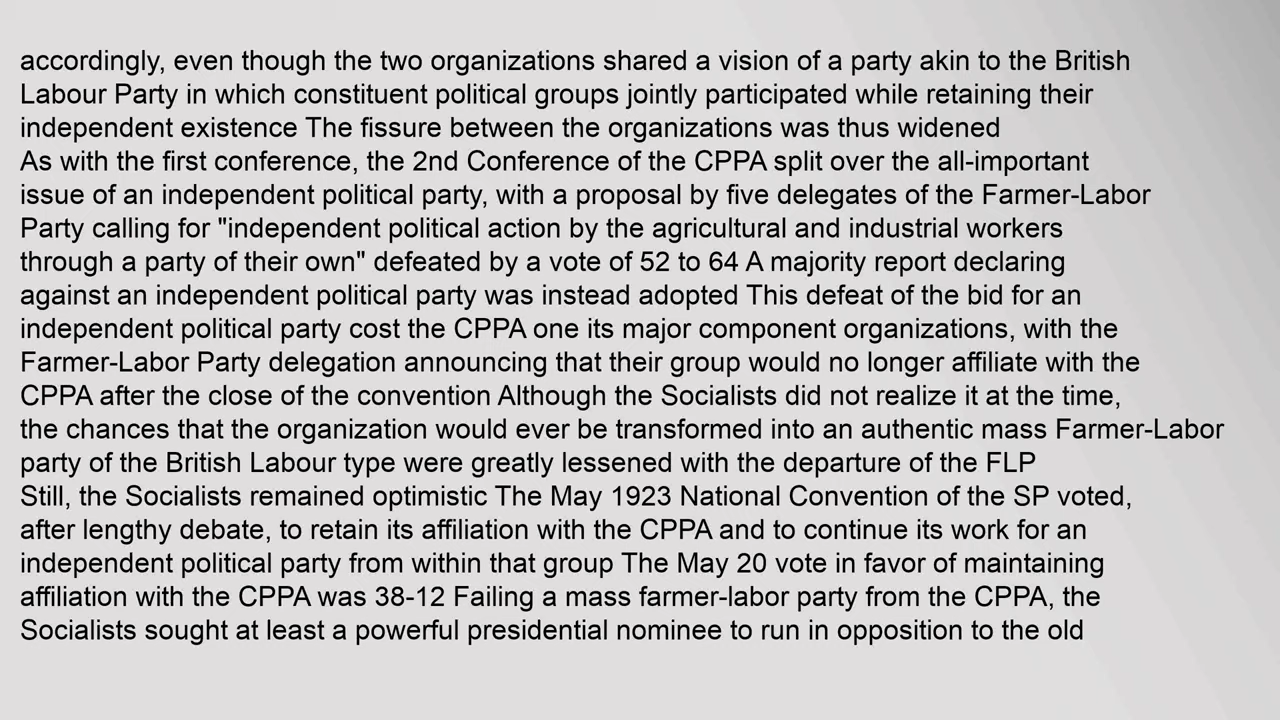 accordingly, even though the two organizations shared a vision of a party akin to the British
Labour Party in which constituent political groups jointly participated while retaining their
independent existence The fissure between the organizations was thus widened
As with the first conference, the 2nd Conference of the CPPA split over the all-important
issue of an independent political party, with a proposal by five delegates of the Farmer-Labor
Party calling for "independent political action by the agricultural and industrial workers
through a party of their own" defeated by a vote of 52 to 64 A majority report declaring
against an independent political party was instead adopted This defeat of the bid for an
independent political party cost the CPPA one its major component organizations, with the
Farmer-Labor Party delegation announcing that their group would no longer affiliate with the
CPPA after the close of the convention Although the Socialists did not realize it at the time,
the chances that the organization would ever be transformed into an authentic mass Farmer-Labor
party of the British Labour type were greatly lessened with the departure of the FLP
Still, the Socialists remained optimistic The May 1923 National Convention of the SP voted,
after lengthy debate, to retain its affiliation with the CPPA and to continue its work for an
independent political party from within that group The May 20 vote in favor of maintaining
affiliation with the CPPA was 38-12 Failing a mass farmer-labor party from the CPPA, the
Socialists sought at least a powerful presidential nominee to run in opposition to the old